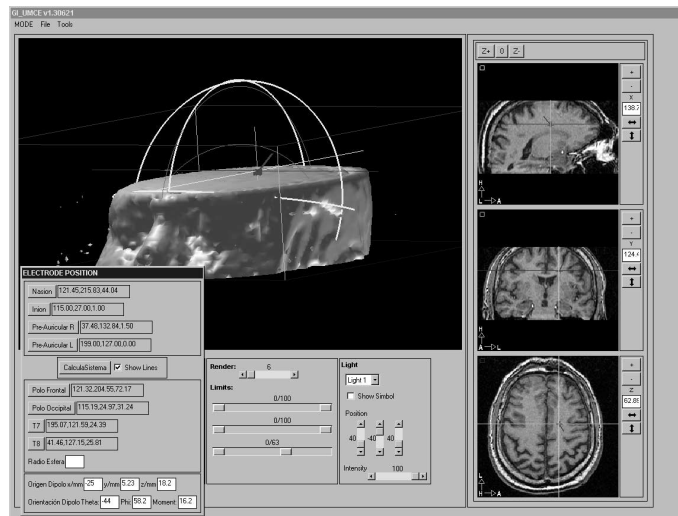 GI_UMCE v1.30621
MODE File Tools
Z+ 0 Z-
+
-
X
138.7
H
L A
+
-
Y
124.4
H
A L
+
-
Z
62.89
L
H A
ELECTRODE POSITION
Nasion 121.45,215.83,44.04
Inion 115.00,27.00,1.00
Pre-Auricular R 37.48,132.84,1.50
Pre-Auricular L 199.00,127.00,0.00
CalculaSistema Show Lines
Polo Frontal 121.32,204.55,72.17
Polo Occipital 115.19,24.97,31.24
T7 195.07,121.59,24.39
T8 41.46,127.15,25.81
Radio Esfera
Origen Dipolo x/mm -25 y/mm 5.23 z/mm 18.2
Orientación Dipolo Theta: -44 Phi: 58.2 Moment: 16.2
Render: 6
Limits:
0/100
0/100
0/63
Light
Light 1
Show Simbol
Position
40 -40 40
Intensity 100